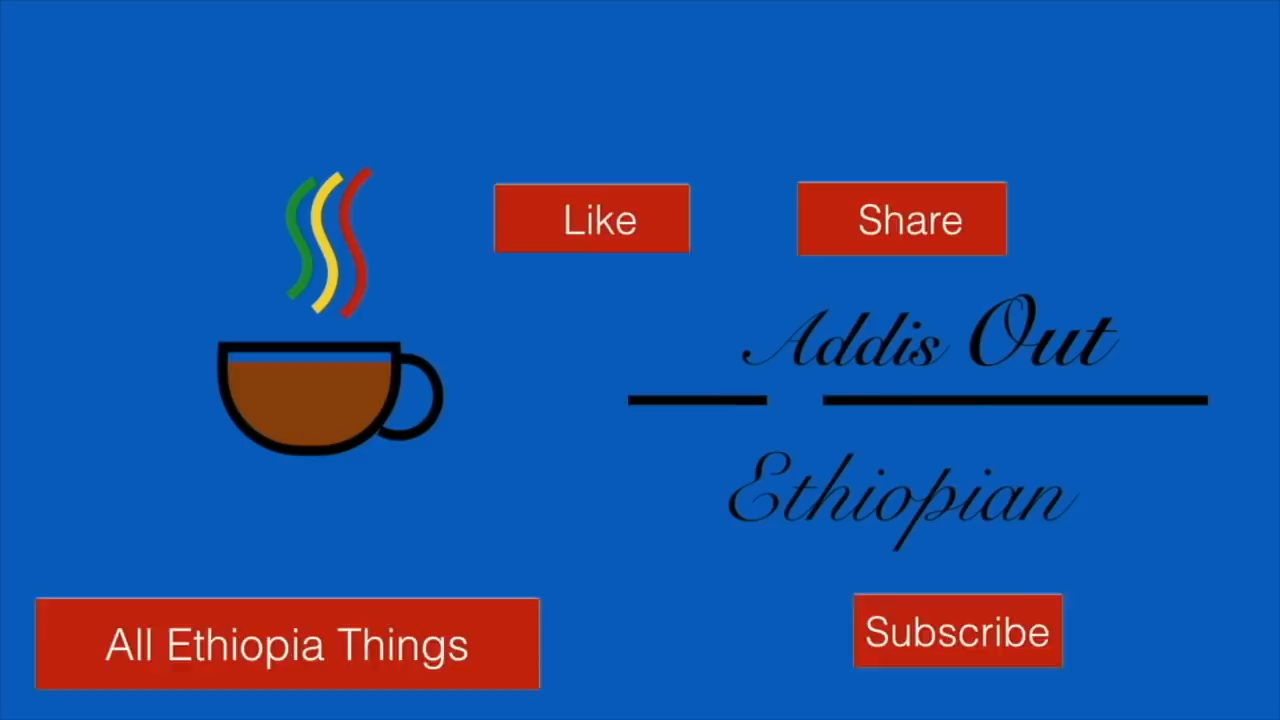 Like
Share
Addis Out
Ethiopian
All Ethiopia Things
Subscribe